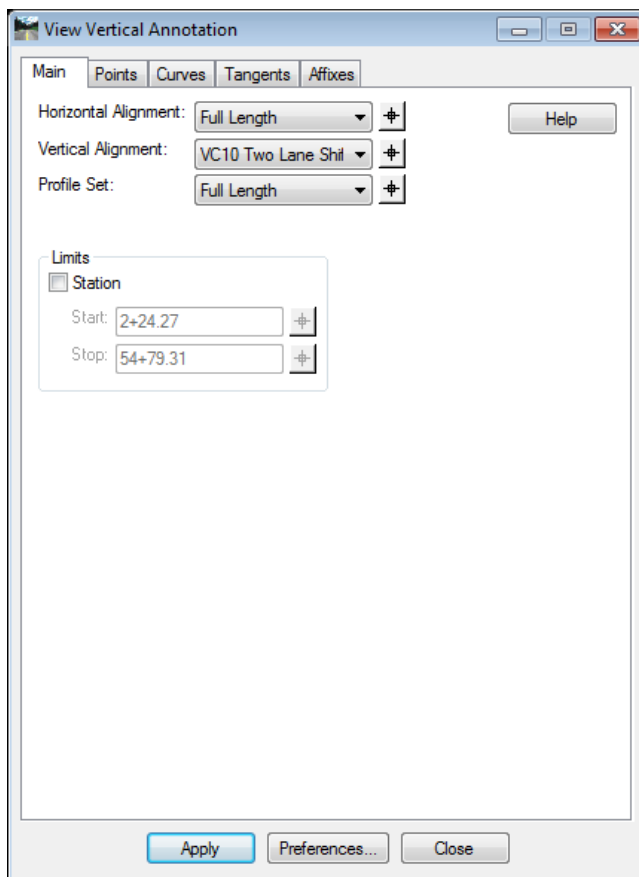 View Vertical Annotation
Main Points Curves Tangents Affixes
Horizontal Alignment: Full Length Help
Vertical Alignment: VC10 Two Lane Shif
Profile Set: Full Length
Limits
Station
Start: 2+24.27
Stop: 54+79.31
Apply Preferences... Close